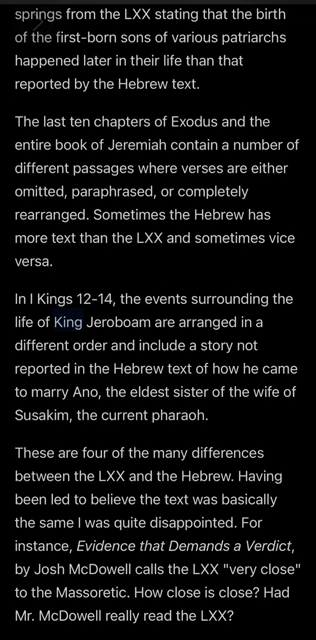 springs from the LXX stating that the birth
of the first-born sons of various patriarchs
happened later in their life than that
reported by the Hebrew text.
The last ten chapters of Exodus and the
entire book of Jeremiah contain a number of
different passages where verses are either
omitted, paraphrased, or completely
rearranged. Sometimes the Hebrew has
more text than the LXX and sometimes vice
versa.
In I Kings 12-14, the events surrounding the
life of King Jeroboam are arranged in a
different order and include a story not
reported in the Hebrew text of how he came
to marry Ano, the eldest sister of the wife of
Susakim, the current pharaoh.
These are four of the many differences
between the LXX and the Hebrew. Having
been led to believe the text was basically
the same I was quite disappointed. For
instance, Evidence that Demands a Verdict,
by Josh McDowell calls the LXX "very close"
to the Massoretic. How close is close? Had
Mr. McDowell really read the LXX?